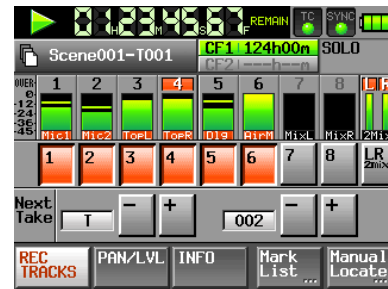 01234567 H M S F REMAIN TC SYNC
Scene001-T001 CF1 124h00m SOLO
CF2 ---h--m
OVER 1 2 3 4 5 6 7 8 L R
0
-12
-24
-36
-45 Mic1 Mic2 TopL TopR Dlg AirM MixL MixR 2Mix
1 2 3 4 5 6 7 8 LR
2mix
Next
Take T - + 002 - +
REC PAN/LVL INFO Mark Manual
TRACKS List ... Locate ...